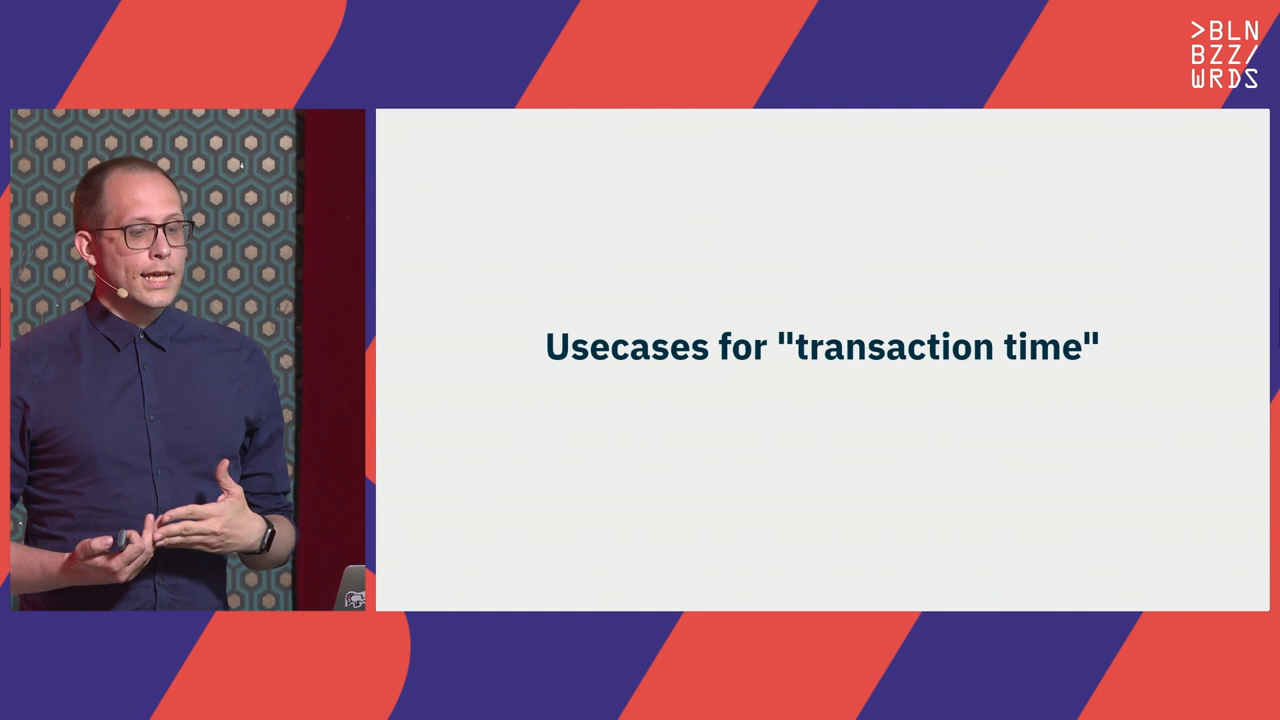 >BLN
BZZ/
WRDS
Usecases for "transaction time"